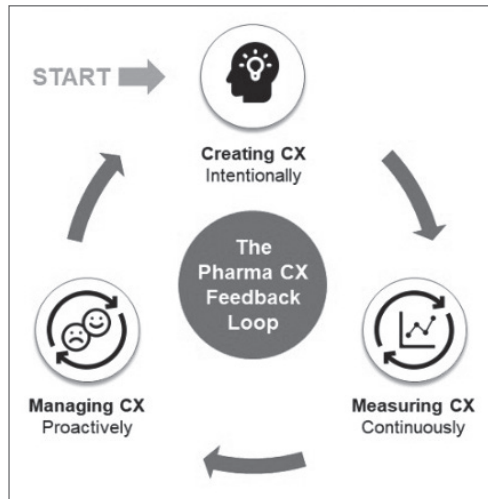 START
Creating CX
Intentionally
The
Pharma CX
Feedback
Loop
Managing CX
Proactively
Measuring CX
Continuously